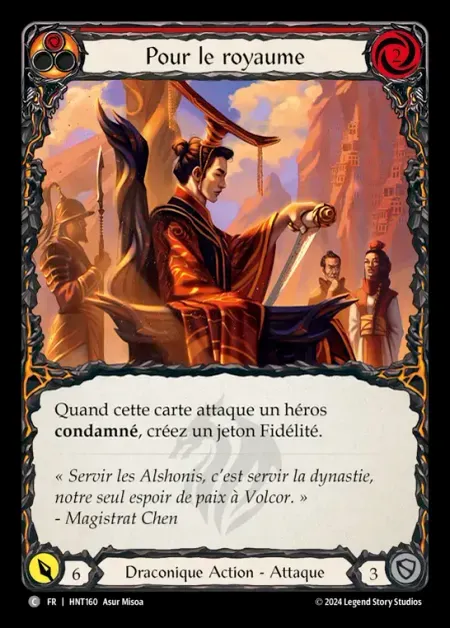 Pour le royaume
2
Quand cette carte attaque un héros
condamné, créez un jeton Fidélité.
« Servir les Alshonis, c'est servir la dynastie,
notre seul espoir de paix à Volcor. »
- Magistrat Chen
6
Draconique Action - Attaque
3
C FR | HNT160 Asur Misoa
© 2024 Legend Story Studios